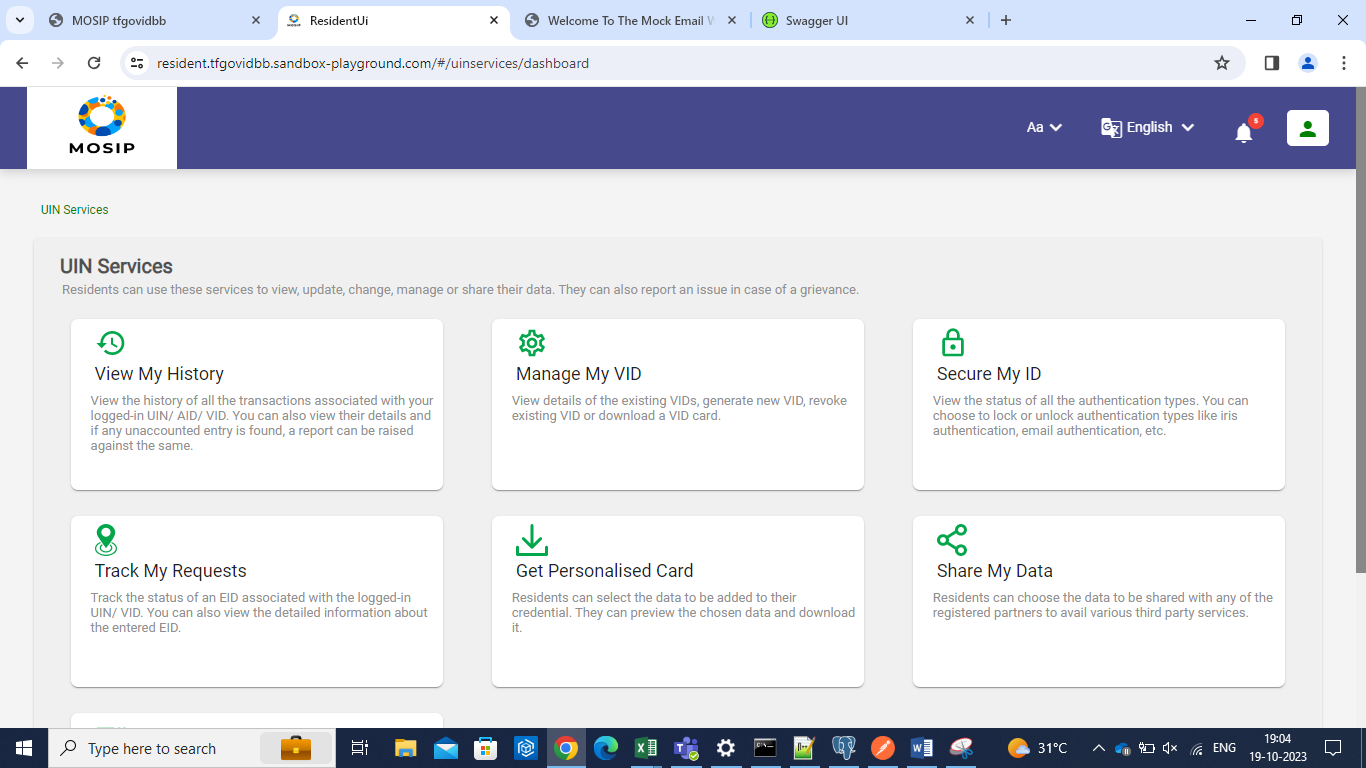 MOSIP tfgovidbb
ResidentUi
Welcome To The Mock Email
Swagger UI
resident.tfgovidbb.sandbox-playground.com/#/uinservices/dashboard
MOSIP
Aa
English
5
UIN Services
UIN Services
Residents can use these services to view, update, change, manage or share their data. They can also report an issue in case of a grievance.
View My History
View the history of all the transactions associated with your
logged-in UIN/ AID/ VID. You can also view their details and
if any unaccounted entry is found, a report can be raised
against the same.
Manage My VID
View details of the existing VIDs, generate new VID, revoke
existing VID or download a VID card.
Secure My ID
View the status of all the authentication types. You can
choose to lock or unlock authentication types like iris
authentication, email authentication, etc.
Track My Requests
Track the status of an EID associated with the logged-in
UIN/ VID. You can also view the detailed information about
the entered EID.
Get Personalised Card
Residents can select the data to be added to their
credential. They can preview the chosen data and download
it.
Share My Data
Residents can choose the data to be shared with any of the
registered partners to avail various third party services.
Type here to search
31°C
ENG
19:04
19-10-2023